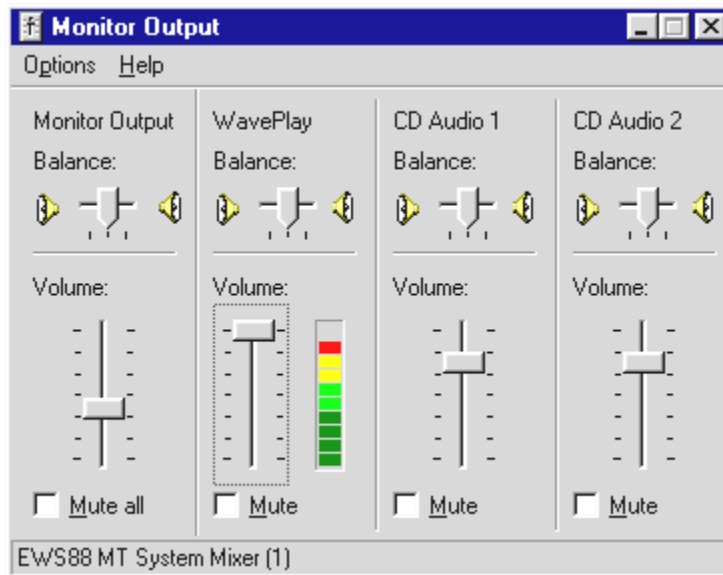 Monitor Output
Options Help
Monitor Output WavePlay CD Audio 1 CD Audio 2
Balance: Balance: Balance: Balance:
Volume: Volume: Volume: Volume:
Mute all Mute Mute Mute
EWS88 MT System Mixer (1)